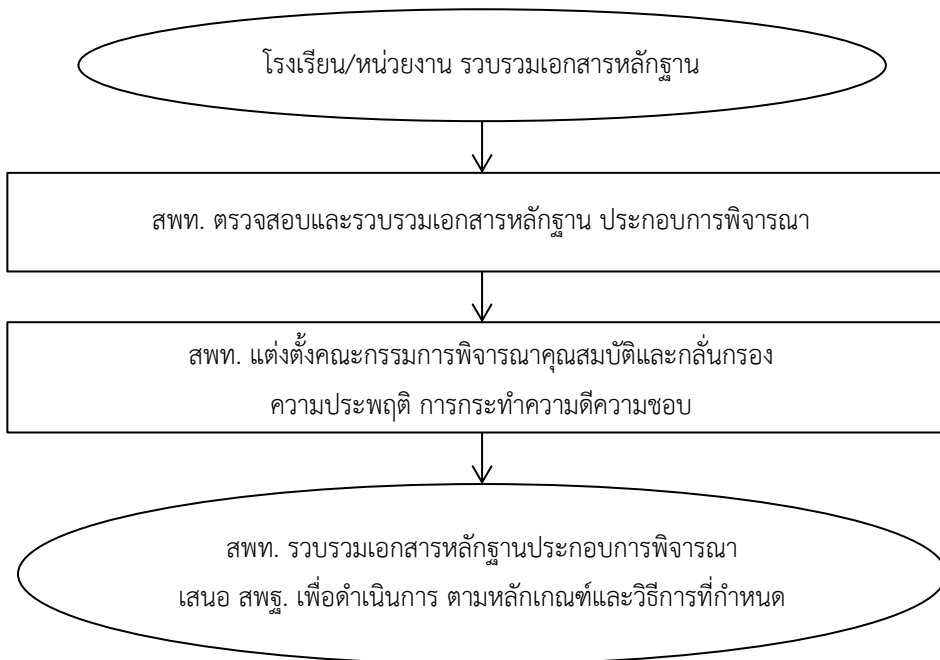 โรงเรียน/หน่วยงาน รวบรวมเอกสารหลักฐาน
สพท. ตรวจสอบและรวบรวมเอกสารหลักฐาน ประกอบการพิจารณา
สพท. แต่งตั้งคณะกรรมการพิจารณาคุณสมบัติและกลั่นกรอง
ความประพฤติ การกระทำความดีความชอบ
สพท. รวบรวมเอกสารหลักฐานประกอบการพิจารณา
เสนอ สพฐ. เพื่อดำเนินการ ตามหลักเกณฑ์และวิธีการที่กำหนด